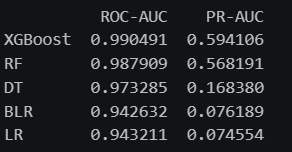 ROC-AUC PR-AUC
XGBoost 0.990491 0.594106
RF 0.987909 0.568191
DT 0.973285 0.168380
BLR 0.942632 0.076189
LR 0.943211 0.074554